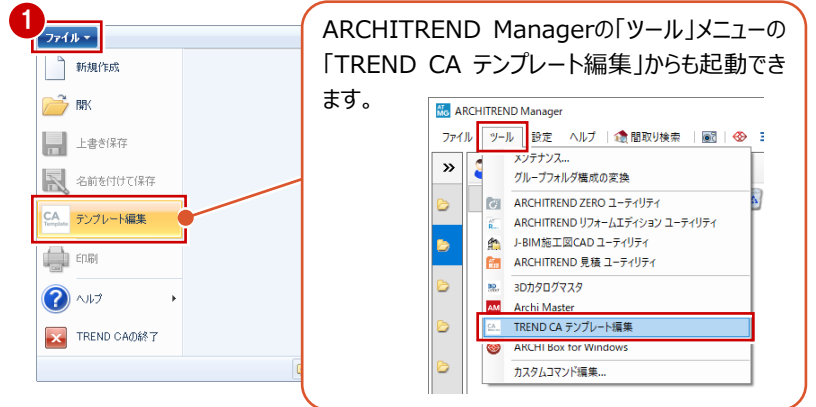 1
ファイル
新規作成
開く
上書き保存
名前を付けて保存
CA
Template
テンプレート編集
印刷
ヘルプ
TREND CAの終了
ARCHITREND Managerの「ツール」メニューの
「TREND CA テンプレート編集」からも起動でき
ます。
ARCHITREND Manager
ファイル ツール 設定 ヘルプ 間取り検索
メンテナンス...
グループフォルダ構成の変換
ARCHITREND ZERO ユーティリティ
ARCHITREND リフォームエディション ユーティリティ
J-BIM施工図CAD ユーティリティ
ARCHITREND 見積 ユーティリティ
3Dカタログマスタ
AM Archi Master
TREND CA テンプレート編集
ARCHI Box for Windows
カスタムコマンド編集...